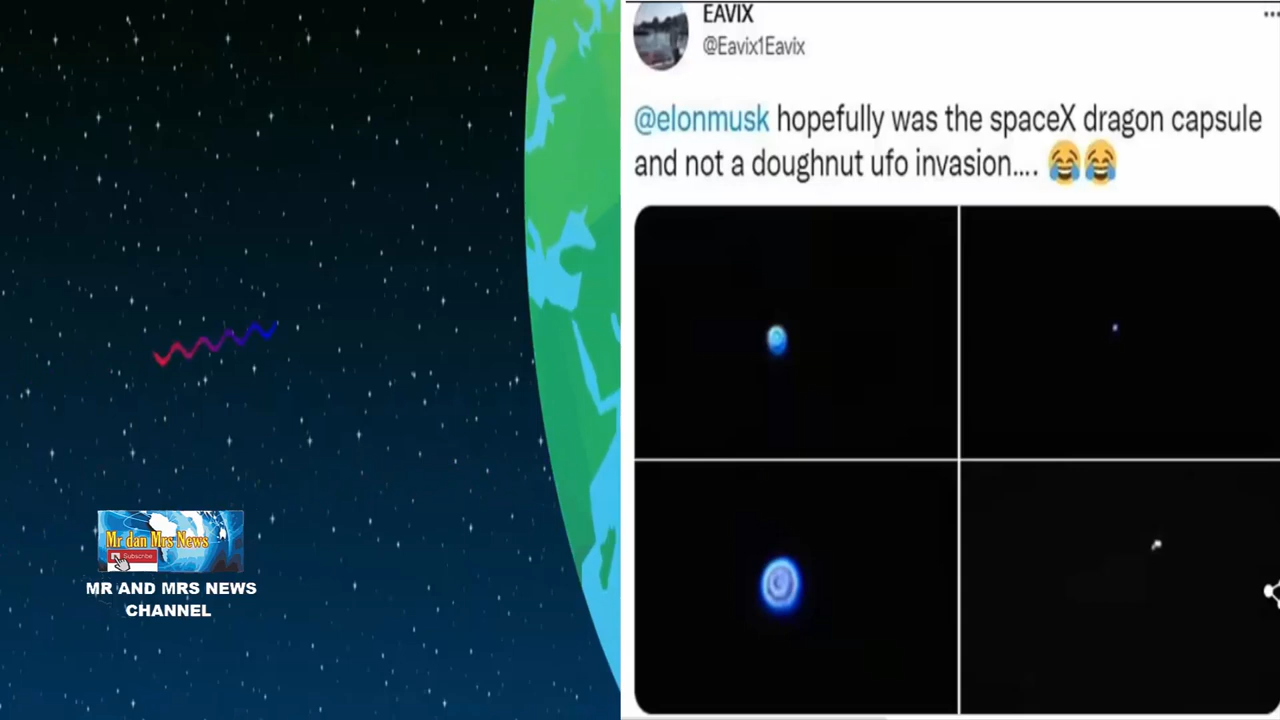 Mr dan Mrs News
Subscribe
MR AND MRS NEWS
CHANNEL
EAVIX
@Eavix1Eavix
@elonmusk hopefully was the spaceX dragon capsule
and not a doughnut ufo invasion.... 😂😂